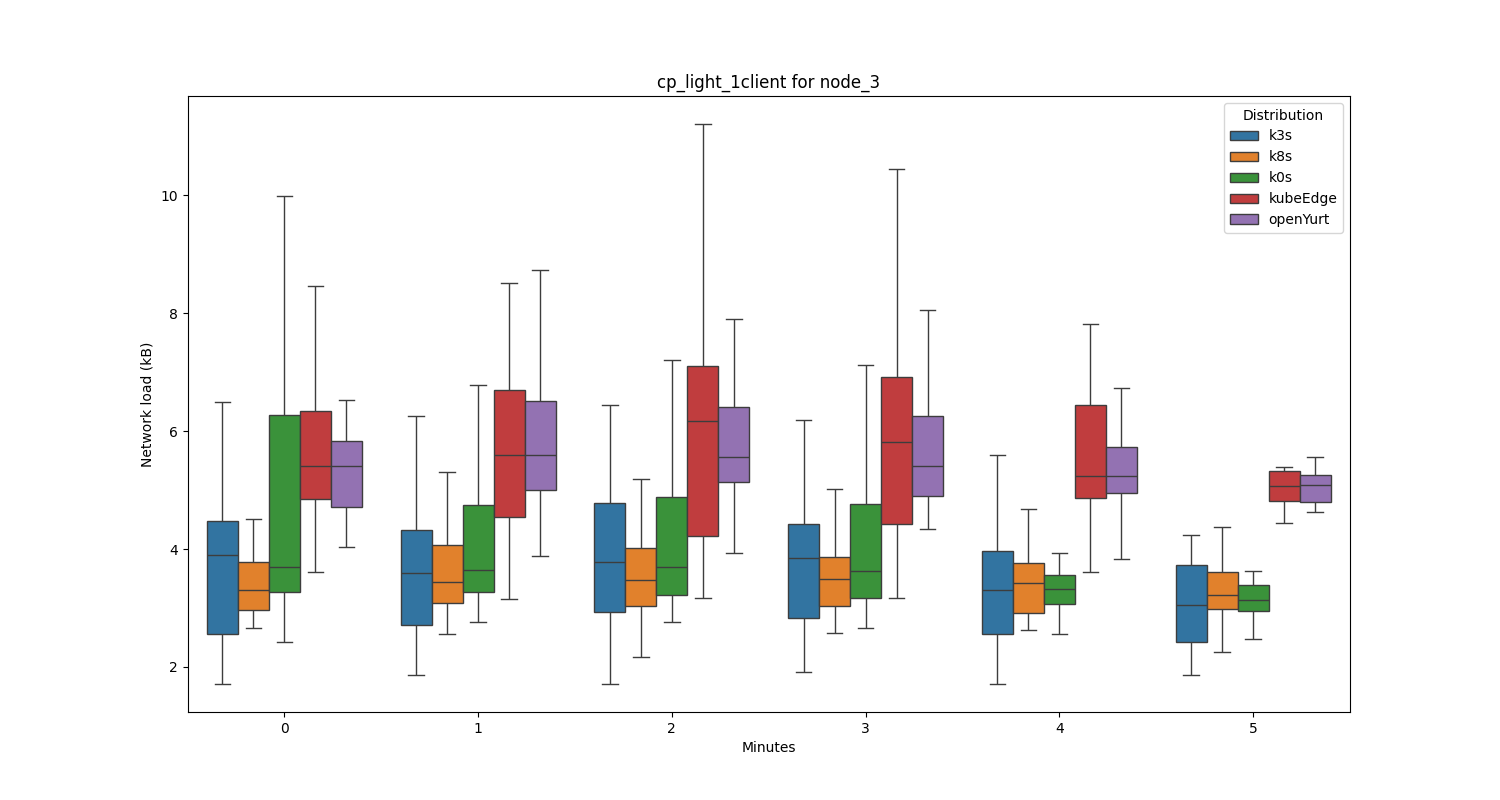 cp_light_1client for node_3
Distribution
k3s
k8s
k0s
kubeEdge
openYurt
Network load (kB)
10
8
6
4
2
0 1 2 3 4 5
Minutes